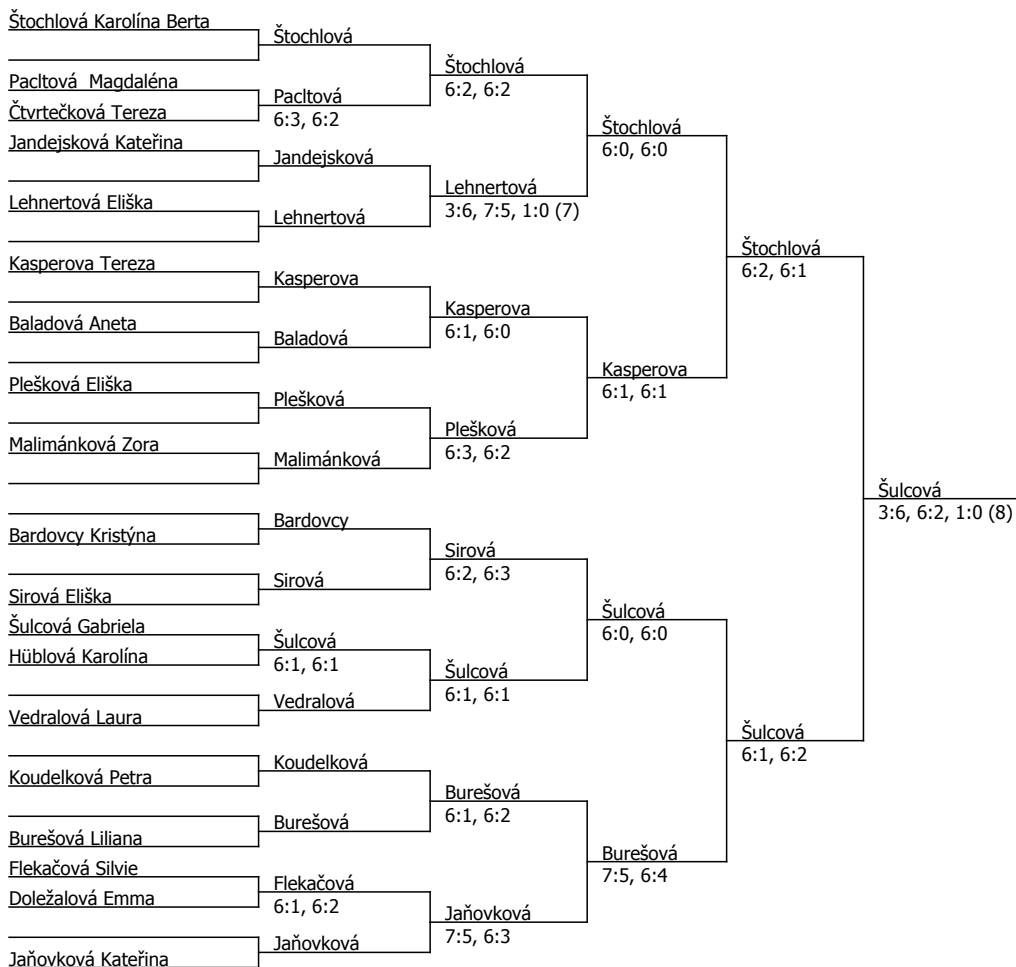 Štochlová Karolína Berta
Pacltová  Magdaléna
Čtvrtečková Tereza
Jandejsková Kateřina
Lehnertová Eliška
Kasperova Tereza
Baladová Aneta
Plešková Eliška
Malimánková Zora
Bardovcy Kristýna
Sirová Eliška
Šulcová Gabriela
Hüblová Karolína
Vedralová Laura
Koudelková Petra
Burešová Liliana
Flekačová Silvie
Doležalová Emma
Jaňovková Kateřina
Štochlová
Pacltová
6:3, 6:2
Jandejsková
Lehnertová
Kasperova
Baladová
Plešková
Malimánková
Bardovcy
Sirová
Šulcová
6:1, 6:1
Vedralová
Koudelková
Burešová
Flekačová
6:1, 6:2
Jaňovková
Štochlová
6:2, 6:2
Lehnertová
3:6, 7:5, 1:0 (7)
Kasperova
6:1, 6:0
Plešková
6:3, 6:2
Sirová
6:2, 6:3
Šulcová
6:1, 6:1
Burešová
6:1, 6:2
Jaňovková
7:5, 6:3
Štochlová
6:0, 6:0
Kasperova
6:1, 6:1
Šulcová
6:0, 6:0
Burešová
7:5, 6:4
Štochlová
6:2, 6:1
Šulcová
6:1, 6:2
Šulcová
3:6, 6:2, 1:0 (8)